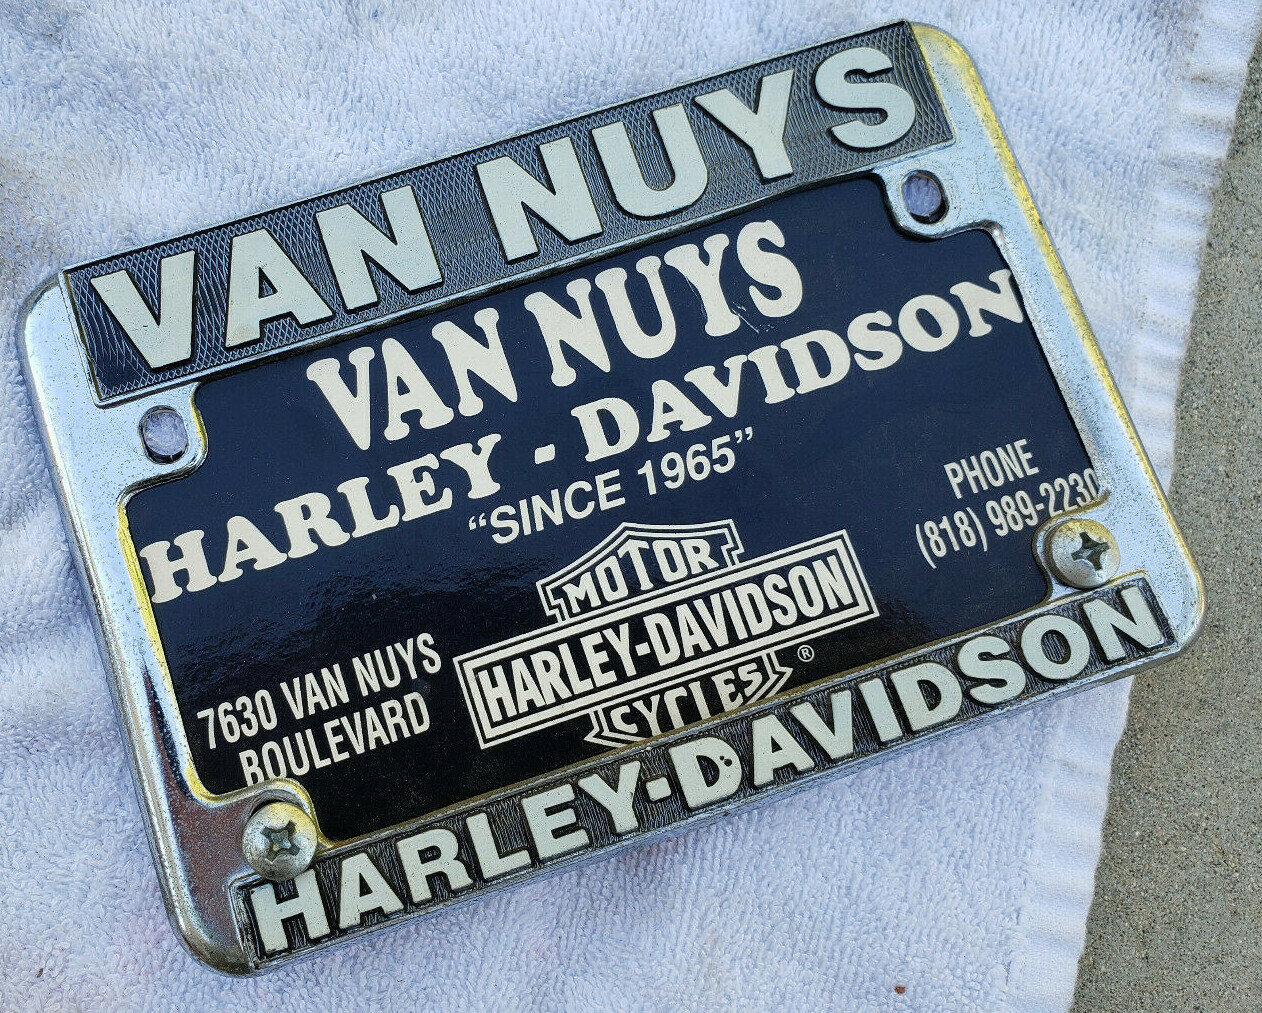 VAN NUYS
VAN NUYS
HARLEY - DAVIDSON
“SINCE 1965”
PHONE
(818) 989-2230
7630 VAN NUYS
BOULEVARD
MOTOR
HARLEY-DAVIDSON
CYCLES
®
HARLEY-DAVIDSON